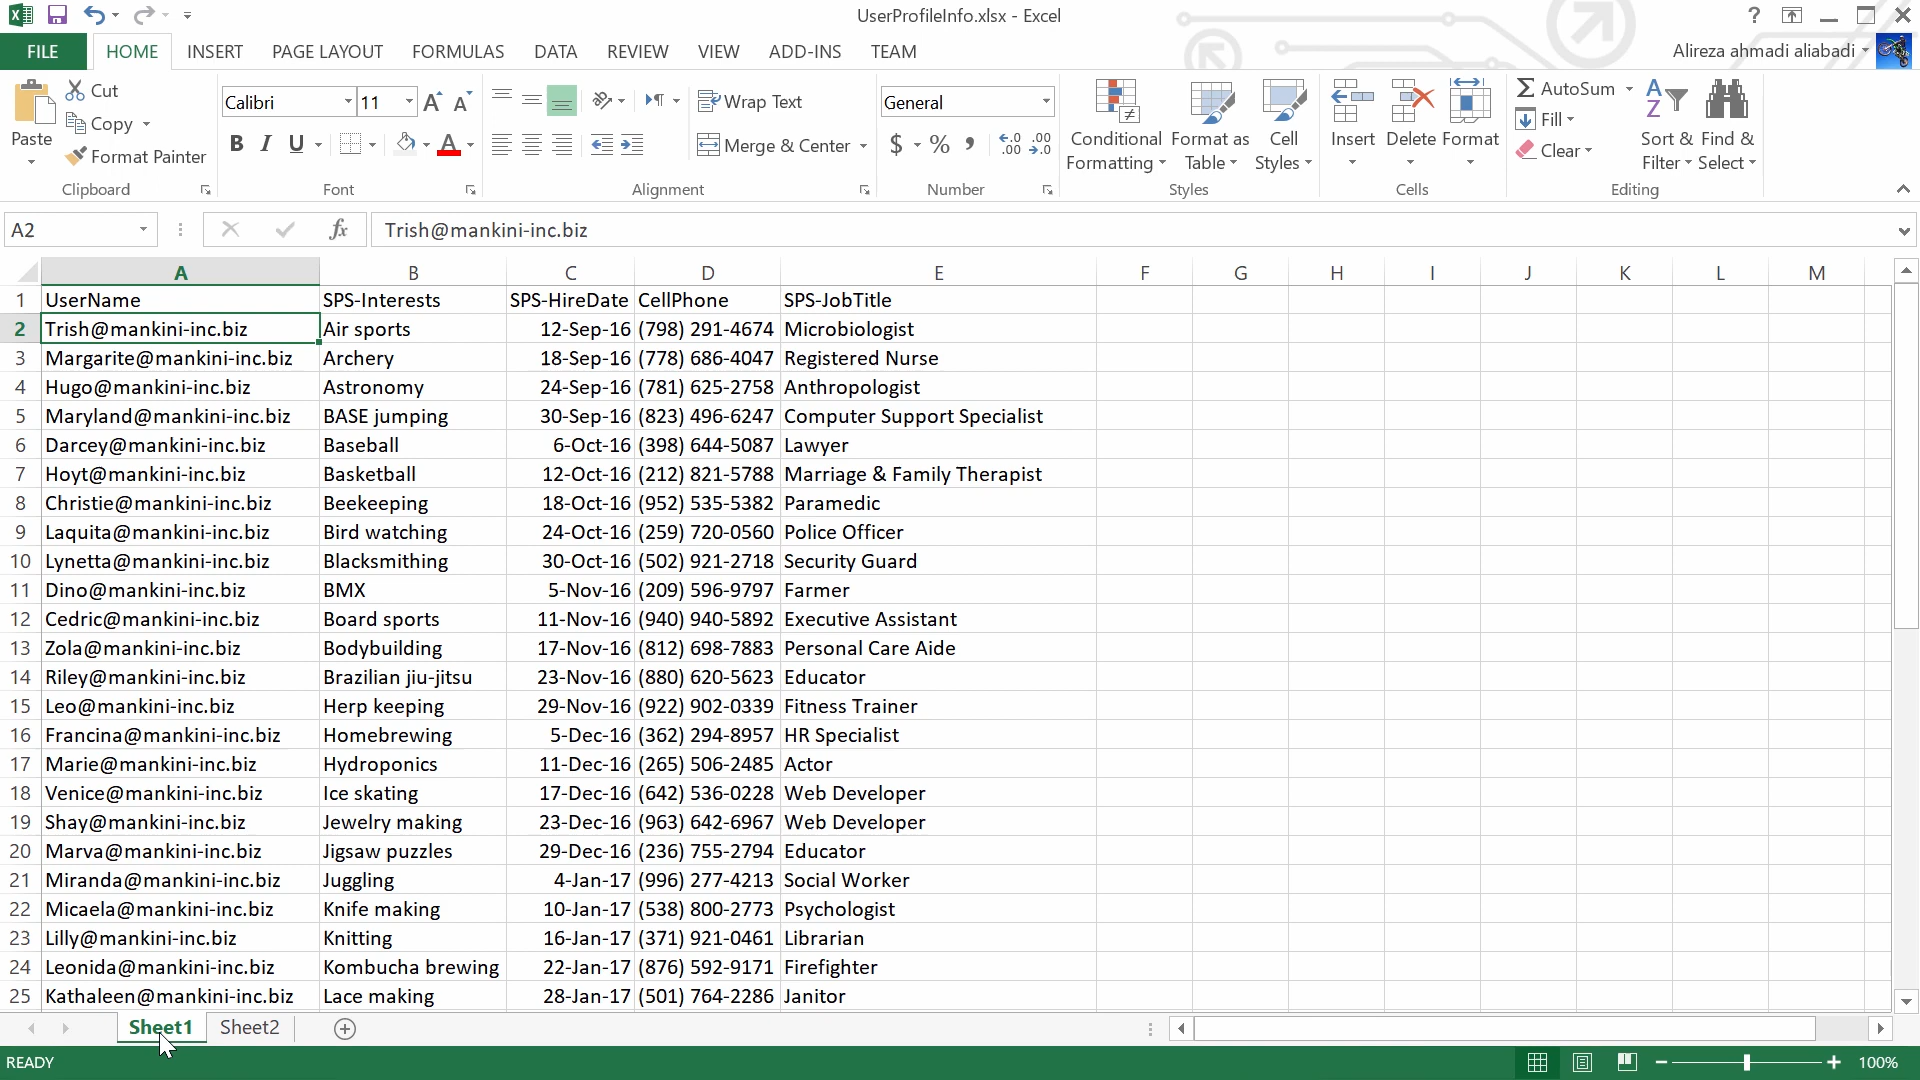 UserProfileInfo.xlsx - Excel
FILE HOME INSERT PAGE LAYOUT FORMULAS DATA REVIEW VIEW ADD-INS TEAM Alireza ahmadi aliabadi
Paste
Cut
Copy
Format Painter
Clipboard
Calibri 11
B I U
Font
Wrap Text
Merge & Center
Alignment
General
$ % ,
Number
Conditional Formatting
Format as Table
Cell Styles
Styles
Insert Delete Format
Cells
AutoSum
Fill
Clear
Sort & Filter
Find & Select
Editing
A2 fx Trish@mankini-inc.biz
A B C D E F G H I J K L M
1 UserName SPS-Interests SPS-HireDate CellPhone SPS-JobTitle
2 Trish@mankini-inc.biz Air sports 12-Sep-16 (798) 291-4674 Microbiologist
3 Margarite@mankini-inc.biz Archery 18-Sep-16 (778) 686-4047 Registered Nurse
4 Hugo@mankini-inc.biz Astronomy 24-Sep-16 (781) 625-2758 Anthropologist
5 Maryland@mankini-inc.biz BASE jumping 30-Sep-16 (823) 496-6247 Computer Support Specialist
6 Darcey@mankini-inc.biz Baseball 6-Oct-16 (398) 644-5087 Lawyer
7 Hoyt@mankini-inc.biz Basketball 12-Oct-16 (212) 821-5788 Marriage & Family Therapist
8 Christie@mankini-inc.biz Beekeeping 18-Oct-16 (952) 535-5382 Paramedic
9 Laquita@mankini-inc.biz Bird watching 24-Oct-16 (259) 720-0560 Police Officer
10 Lynetta@mankini-inc.biz Blacksmithing 30-Oct-16 (502) 921-2718 Security Guard
11 Dino@mankini-inc.biz BMX 5-Nov-16 (209) 596-9797 Farmer
12 Cedric@mankini-inc.biz Board sports 11-Nov-16 (940) 940-5892 Executive Assistant
13 Zola@mankini-inc.biz Bodybuilding 17-Nov-16 (812) 698-7883 Personal Care Aide
14 Riley@mankini-inc.biz Brazilian jiu-jitsu 23-Nov-16 (880) 620-5623 Educator
15 Leo@mankini-inc.biz Herp keeping 29-Nov-16 (922) 902-0339 Fitness Trainer
16 Francina@mankini-inc.biz Homebrewing 5-Dec-16 (362) 294-8957 HR Specialist
17 Marie@mankini-inc.biz Hydroponics 11-Dec-16 (265) 506-2485 Actor
18 Venice@mankini-inc.biz Ice skating 17-Dec-16 (642) 536-0228 Web Developer
19 Shay@mankini-inc.biz Jewelry making 23-Dec-16 (963) 642-6967 Web Developer
20 Marva@mankini-inc.biz Jigsaw puzzles 29-Dec-16 (236) 755-2794 Educator
21 Miranda@mankini-inc.biz Juggling 4-Jan-17 (996) 277-4213 Social Worker
22 Micaela@mankini-inc.biz Knife making 10-Jan-17 (538) 800-2773 Psychologist
23 Lilly@mankini-inc.biz Knitting 16-Jan-17 (371) 921-0461 Librarian
24 Leonida@mankini-inc.biz Kombucha brewing 22-Jan-17 (876) 592-9171 Firefighter
25 Kathaleen@mankini-inc.biz Lace making 28-Jan-17 (501) 764-2286 Janitor
Sheet1 Sheet2
READY 100%